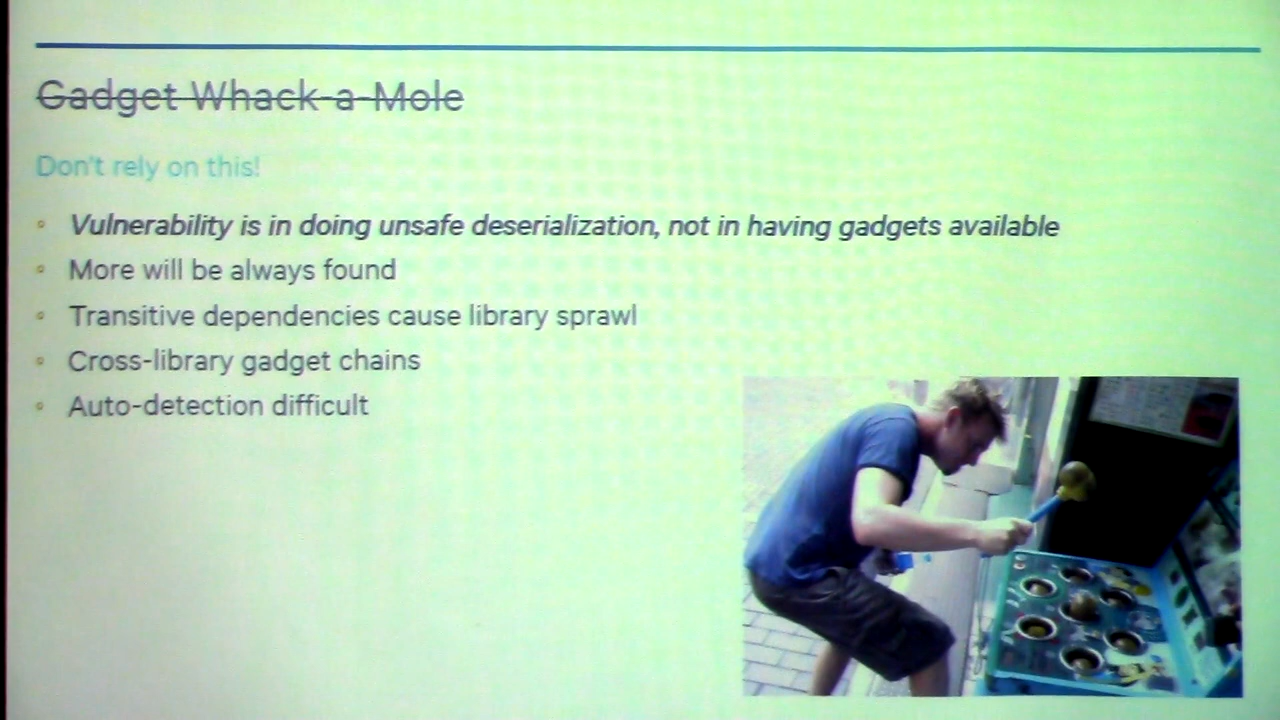 Gadget Whack-a-Mole
Don't rely on this!
Vulnerability is in doing unsafe deserialization, not in having gadgets available
More will be always found
Transitive dependencies cause library sprawl
Cross-library gadget chains
Auto-detection difficult